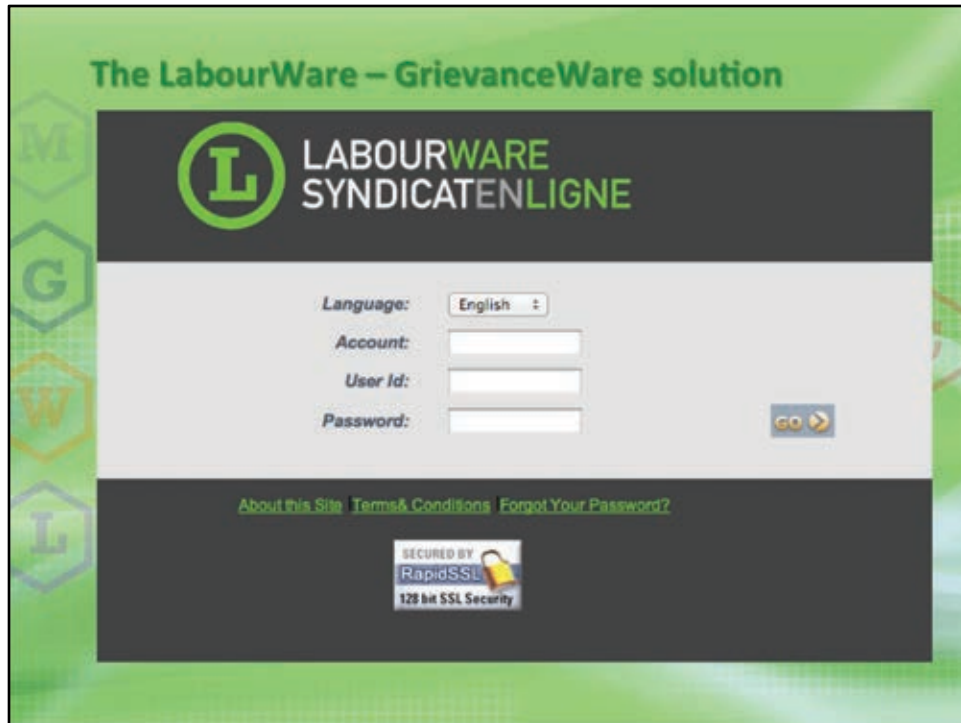 The LabourWare – GrievanceWare solution
M
L
LABOURWARE
SYNDICATENLIGNE
G
Language: English
Account:
User Id:
W
Password:
GO
L
About this Site Terms& Conditions Forgot Your Password?
SECURED BY
RapidSSL
128 bit SSL Security